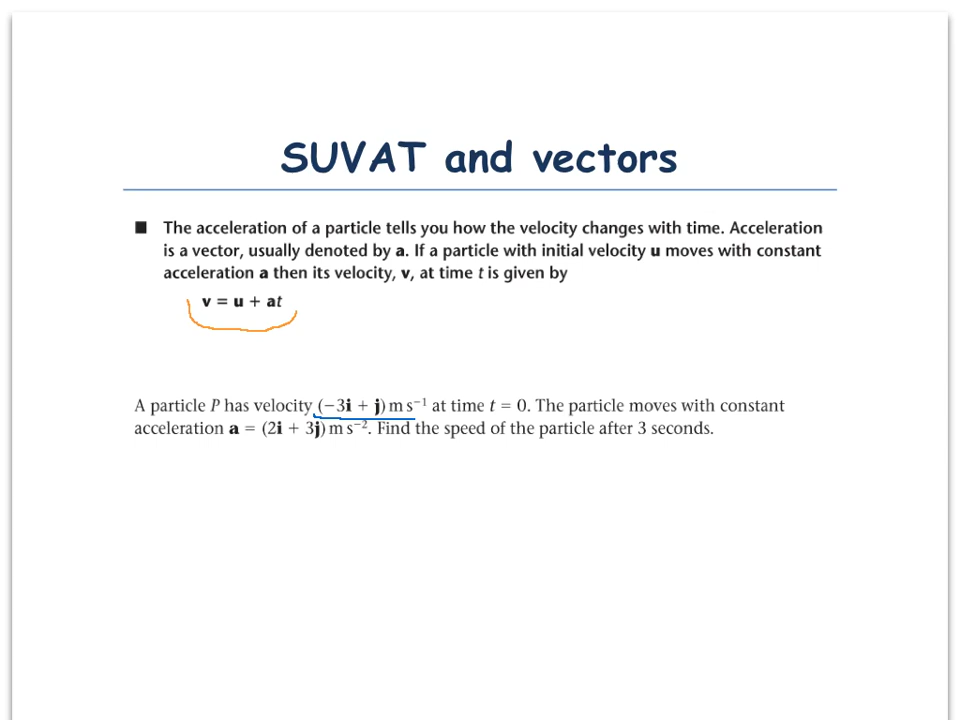 SUVAT and vectors
■ The acceleration of a particle tells you how the velocity changes with time. Acceleration
is a vector, usually denoted by a. If a particle with initial velocity u moves with constant
acceleration a then its velocity, v, at time t is given by
v = u + at
A particle P has velocity (−3i + j) m s⁻¹ at time t = 0. The particle moves with constant
acceleration a = (2i + 3j) m s⁻². Find the speed of the particle after 3 seconds.